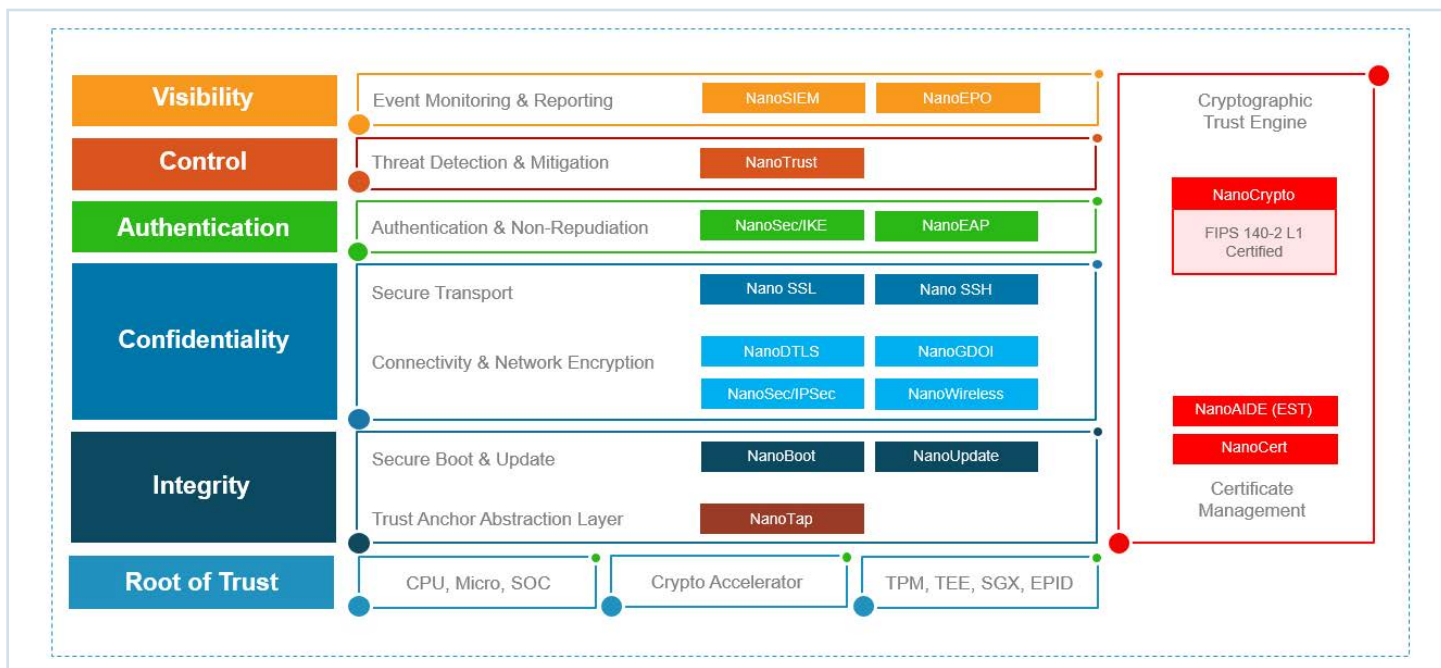 Visibility
Event Monitoring & Reporting
NanoSIEM
NanoEPO
Control
Threat Detection & Mitigation
NanoTrust
Authentication
Authentication & Non-Repudiation
NanoSec/IKE
NanoEAP
Confidentiality
Secure Transport
Nano SSL
Nano SSH
Connectivity & Network Encryption
NanoDTLS
NanoGDOI
NanoSec/IPSec
NanoWireless
Integrity
Secure Boot & Update
NanoBoot
NanoUpdate
Trust Anchor Abstraction Layer
NanoTap
Root of Trust
CPU, Micro, SOC
Crypto Accelerator
TPM, TEE, SGX, EPID
Cryptographic
Trust Engine
NanoCrypto
FIPS 140-2 L1
Certified
NanoAIDE (EST)
NanoCert
Certificate
Management